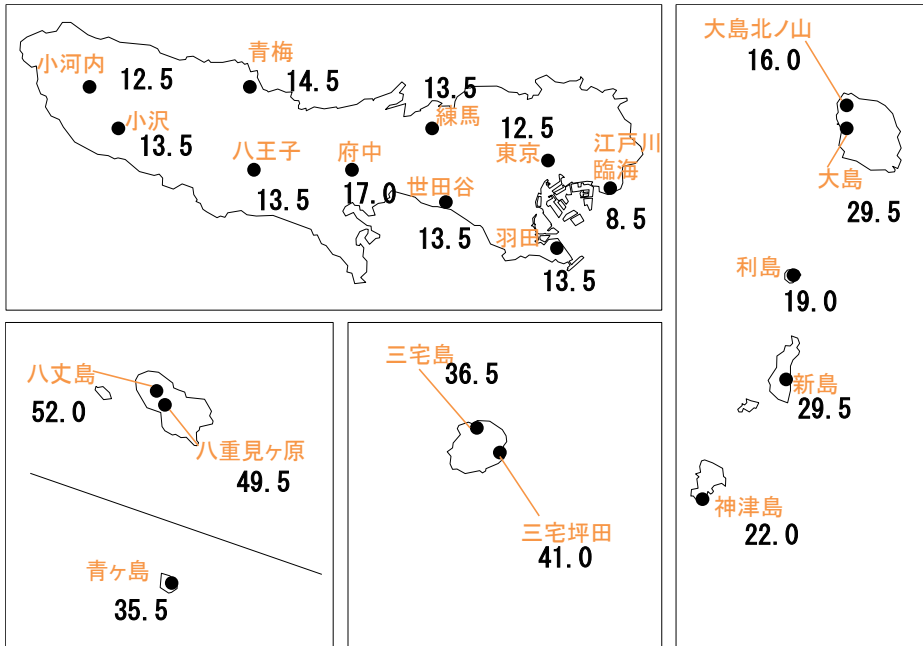 小河内
12.5
青梅
14.5
小沢
13.5
八王子
13.5
府中
17.0
13.5
練馬
世田谷
13.5
12.5
東京
江戸川
臨海
8.5
羽田
13.5
大島北ノ山
16.0
大島
29.5
利島
19.0
新島
29.5
神津島
22.0
八丈島
52.0
八重見ヶ原
49.5
青ヶ島
35.5
三宅島
36.5
三宅坪田
41.0